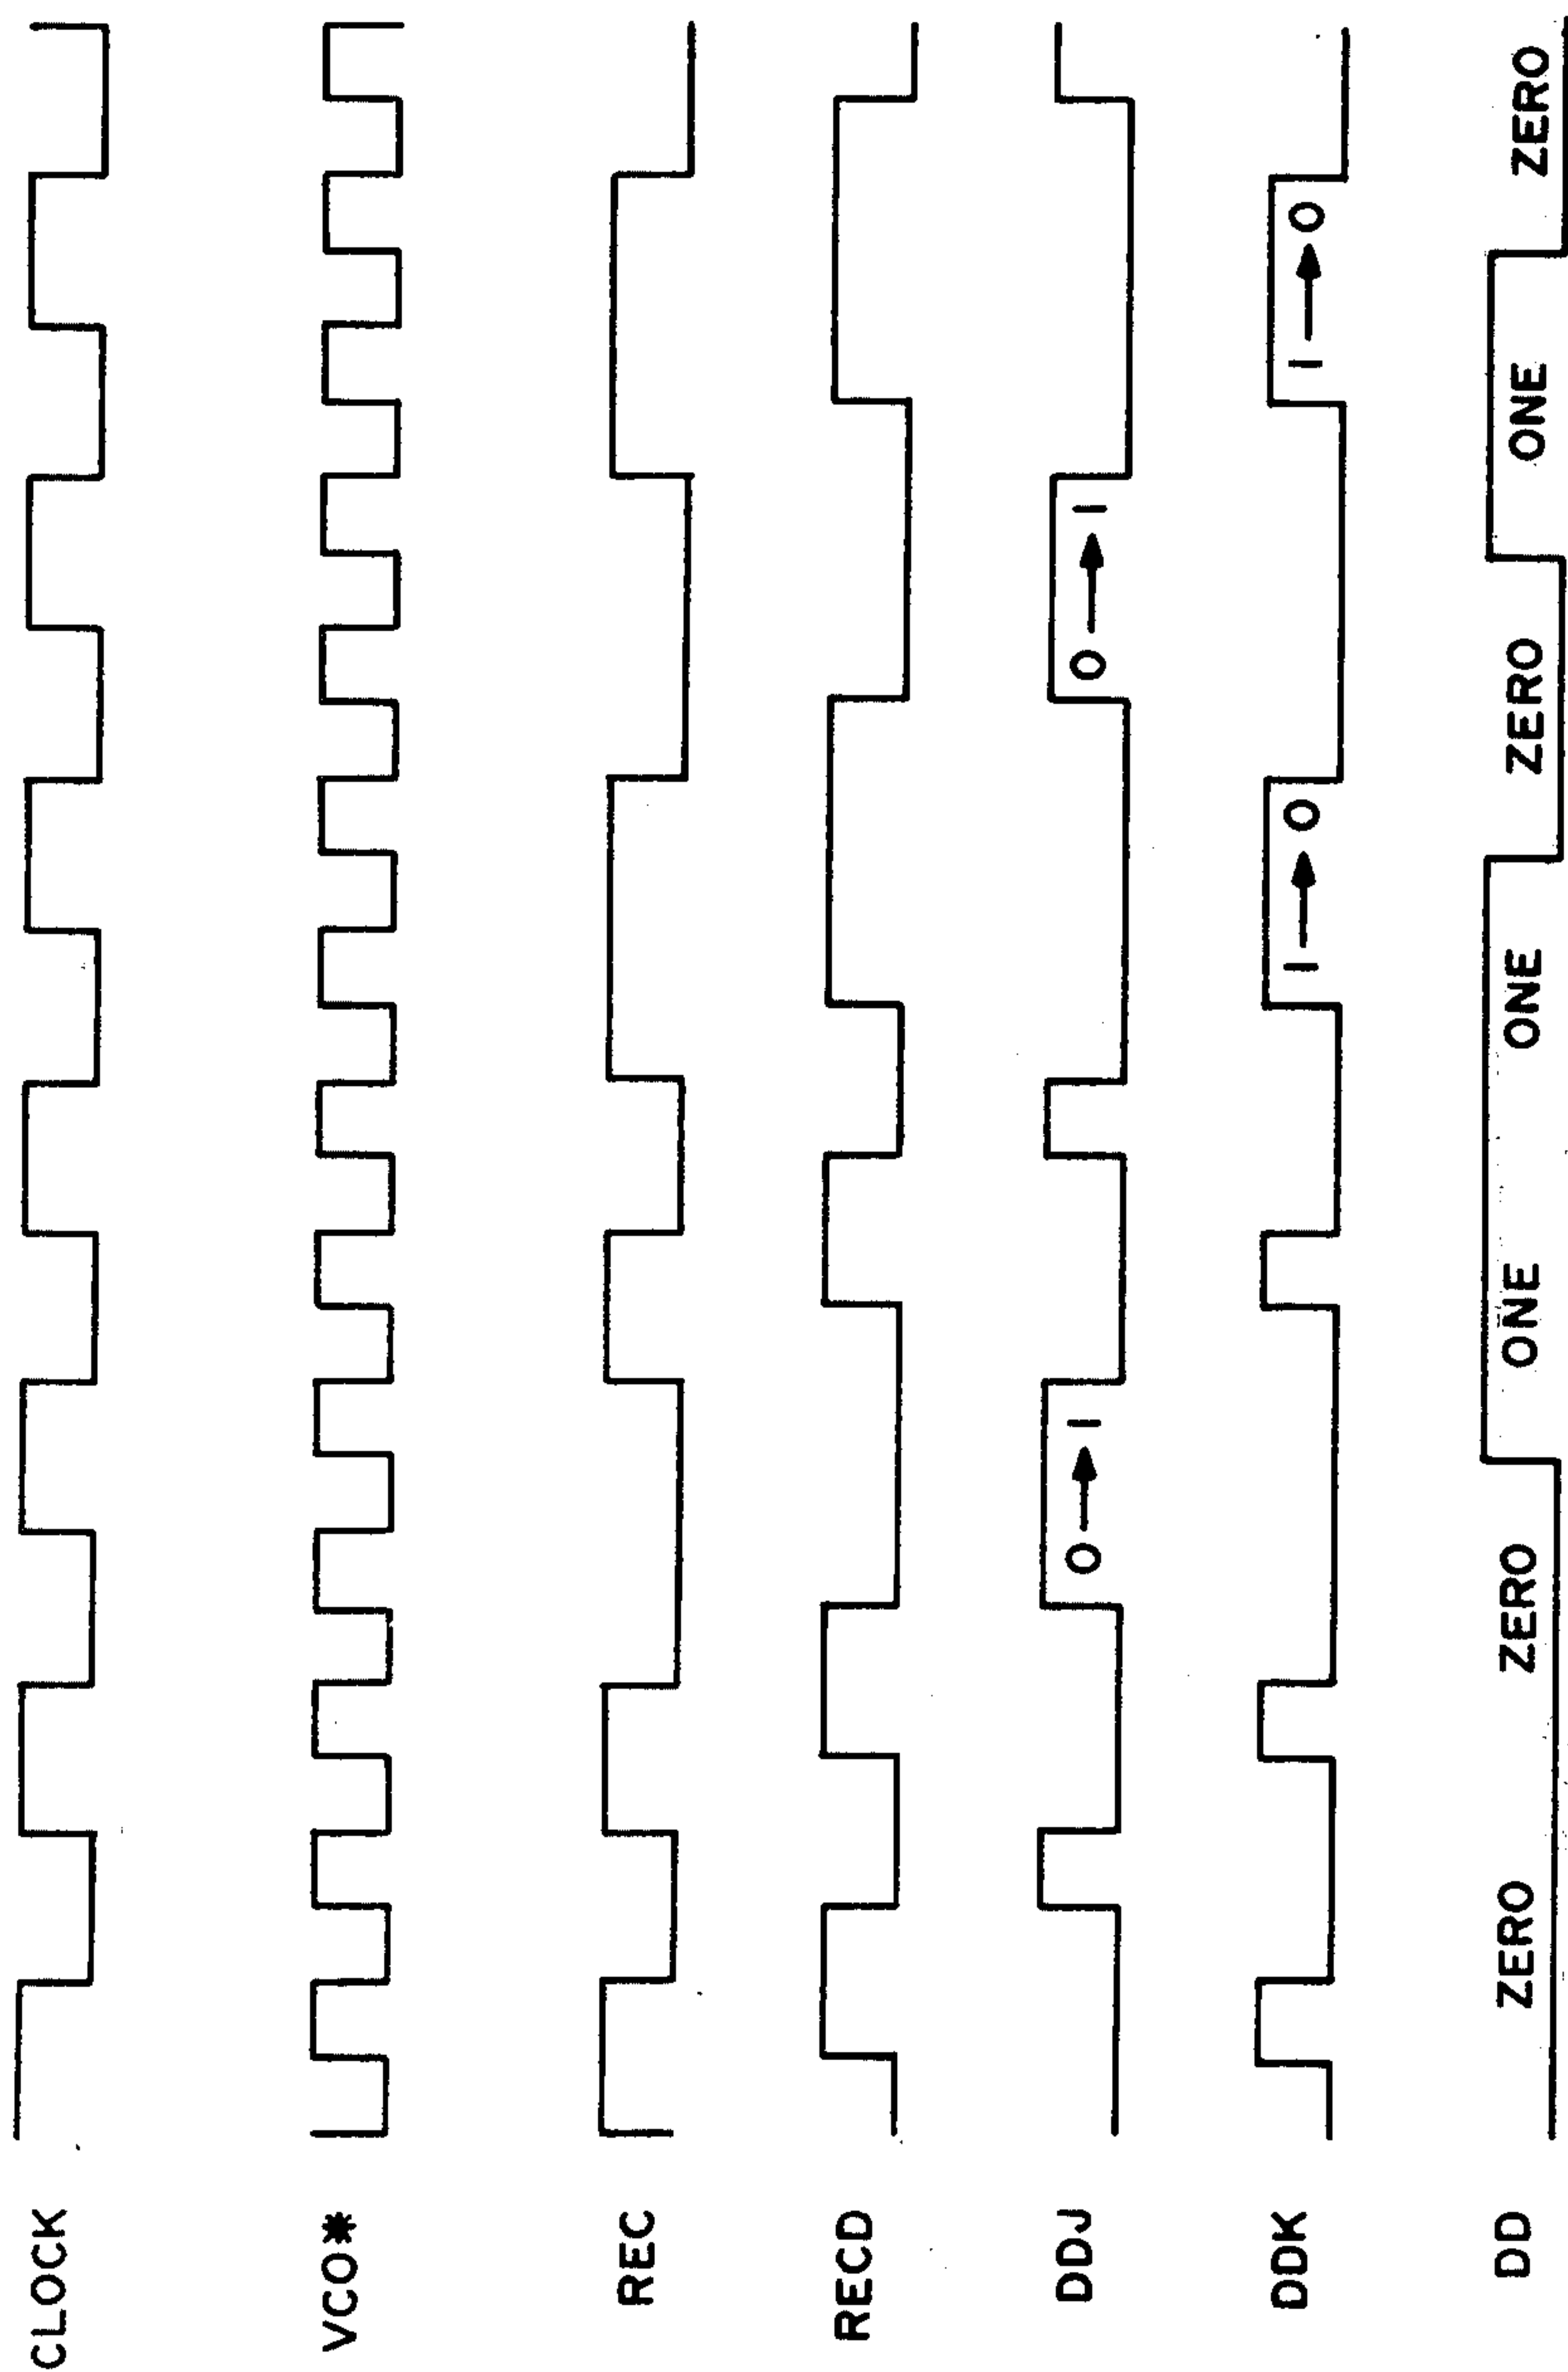 CLOCK
VCO*
REC
RECD
DDJ
0→1
0→1
DDK
1→0
1→0
DD
ZERO
ZERO
ONE
ONE
ZERO
ONE
ZERO